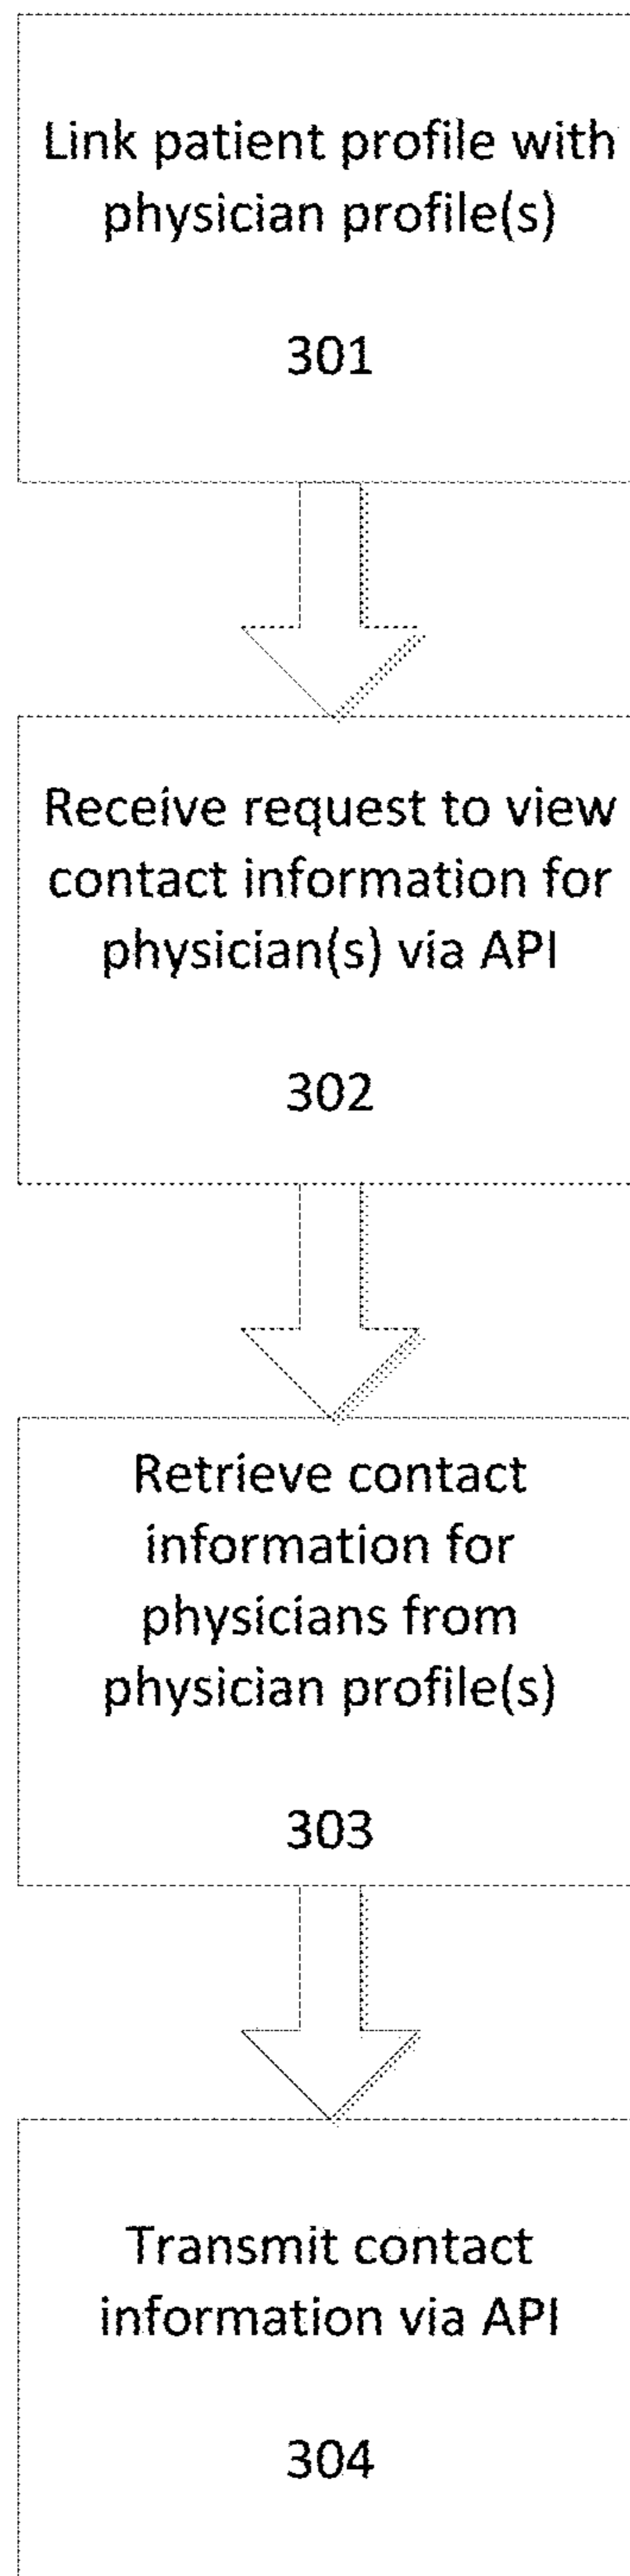 Link patient profile with
physician profile(s)
301
Receive request to view
contact information for
physician(s) via API
302
Retrieve contact
information for
physicians from
physician profile(s)
303
Transmit contact
information via API
304